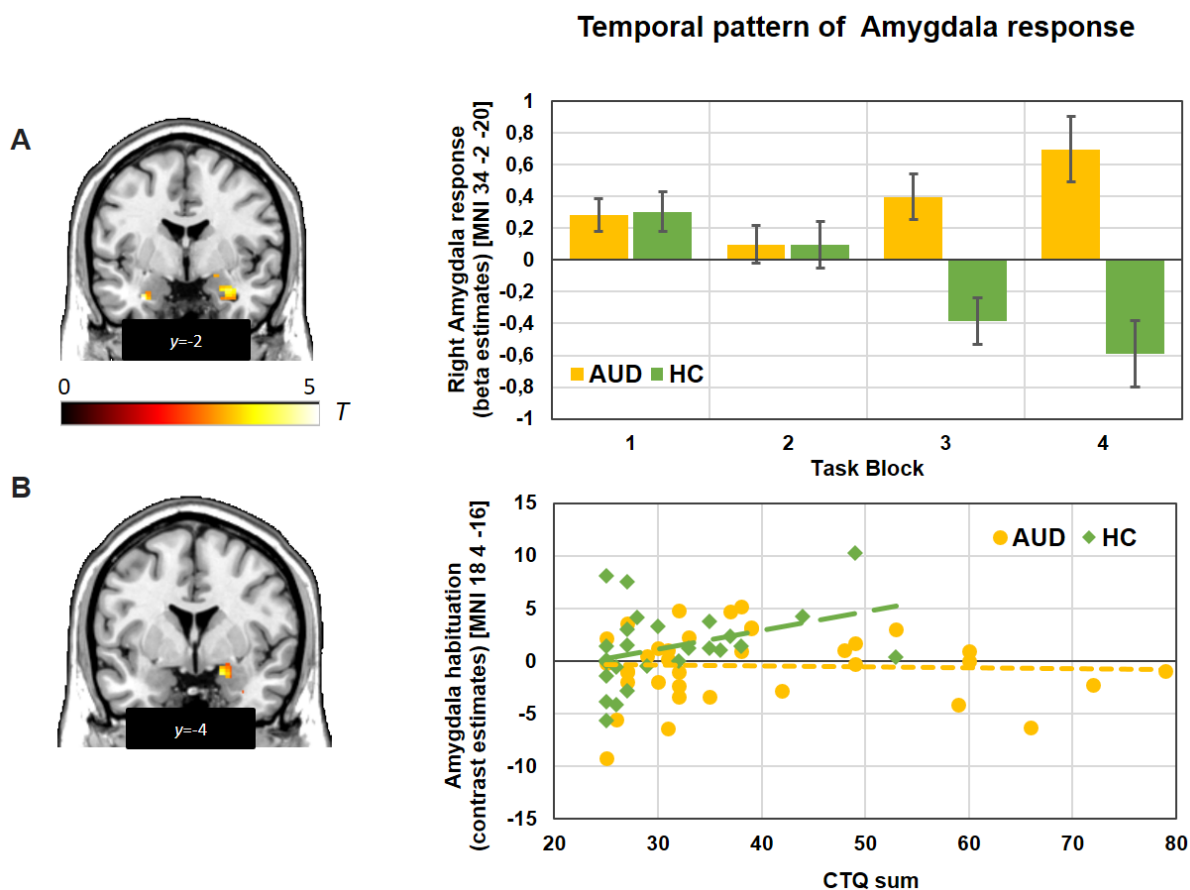 Temporal pattern of  Amygdala response
A
y=-2
0 5
T
Right Amygdala response
(beta estimates) [MNI 34 -2 -20]
1
0,8
0,6
0,4
0,2
0
-0,2
-0,4
-0,6
-0,8
-1
AUD HC
1 2 3 4
Task Block
B
y=-4
Amygdala habituation
(contrast estimates) [MNI 18 4 -16]
15
10
5
0
-5
-10
-15
AUD HC
20 30 40 50 60 70 80
CTQ sum